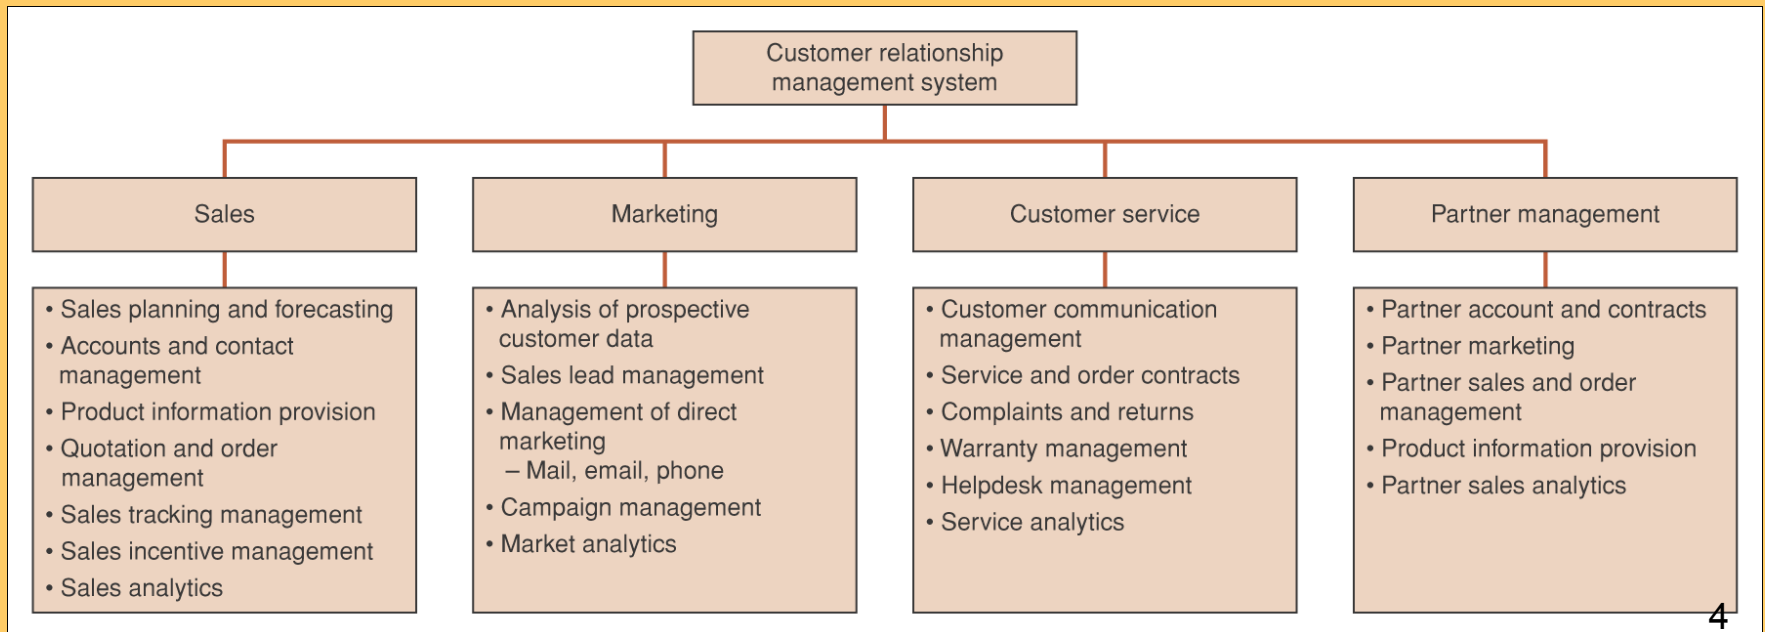 Customer relationship
management system
Sales
Marketing
Customer service
Partner management
• Sales planning and forecasting
• Accounts and contact
management
• Product information provision
• Quotation and order
management
• Sales tracking management
• Sales incentive management
• Sales analytics
• Analysis of prospective
customer data
• Sales lead management
• Management of direct
marketing
– Mail, email, phone
• Campaign management
• Market analytics
• Customer communication
management
• Service and order contracts
• Complaints and returns
• Warranty management
• Helpdesk management
• Service analytics
• Partner account and contracts
• Partner marketing
• Partner sales and order
management
• Product information provision
• Partner sales analytics
4